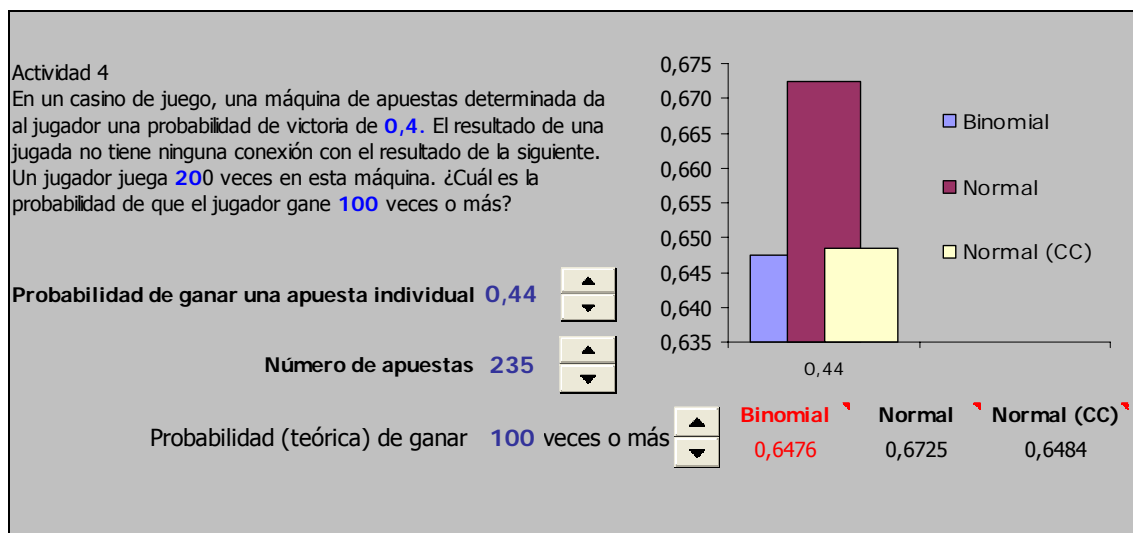 Actividad 4
En un casino de juego, una máquina de apuestas determinada da
al jugador una probabilidad de victoria de 0,4. El resultado de una
jugada no tiene ninguna conexión con el resultado de la siguiente.
Un jugador juega 200 veces en esta máquina. ¿Cuál es la
probabilidad de que el jugador gane 100 veces o más?
Probabilidad de ganar una apuesta individual 0,44
Número de apuestas 235
Probabilidad (teórica) de ganar 100 veces o más
0,675
0,670
0,665
0,660
0,655
0,650
0,645
0,640
0,635
0,44
Binomial
Normal
Normal (CC)
Binomial Normal Normal (CC)
0,6476 0,6725 0,6484